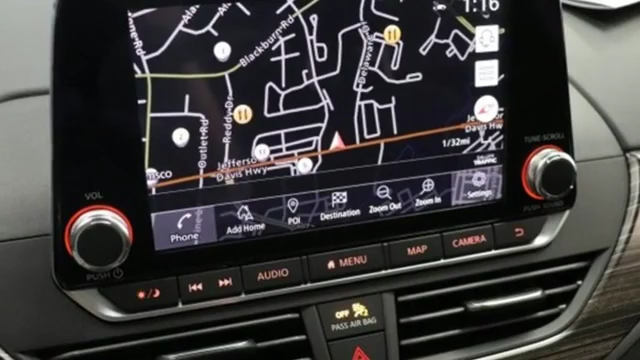 1:16
Blackburn Rd
Delaware
Reddy Dr
Outlet Rd
Jefferson
Davis Hwy
Davis Hwy
1/32mi
TRAFFIC
Phone
Add Home
POI
Destination
Zoom Out
Zoom In
Settings
VOL
PUSH
TUNE·SCROLL
PUSH SOUND
AUDIO
MENU
MAP
CAMERA
OFF
PASS AIR BAG